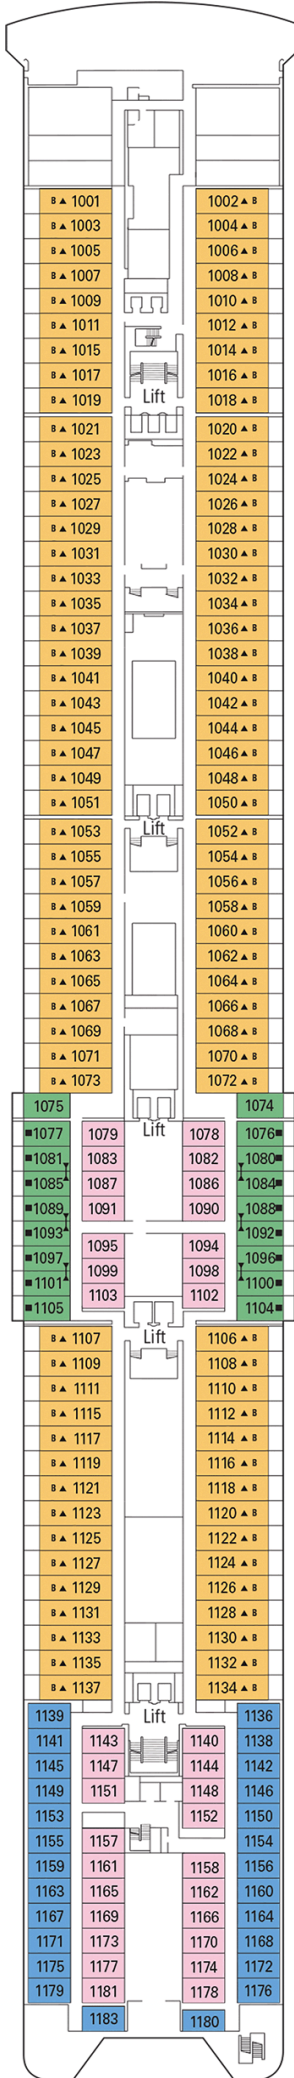 B ▲ 1001 1002 ▲ B
B ▲ 1003 1004 ▲ B
B ▲ 1005 1006 ▲ B
B ▲ 1007 1008 ▲ B
B ▲ 1009 1010 ▲ B
B ▲ 1011 1012 ▲ B
B ▲ 1015 1014 ▲ B
B ▲ 1017 1016 ▲ B
Lift
B ▲ 1019 1018 ▲ B
B ▲ 1021 1020 ▲ B
B ▲ 1023 1022 ▲ B
B ▲ 1025 1024 ▲ B
B ▲ 1027 1026 ▲ B
B ▲ 1029 1028 ▲ B
B ▲ 1031 1030 ▲ B
B ▲ 1033 1032 ▲ B
B ▲ 1035 1034 ▲ B
B ▲ 1037 1036 ▲ B
B ▲ 1039 1038 ▲ B
B ▲ 1041 1040 ▲ B
B ▲ 1043 1042 ▲ B
B ▲ 1045 1044 ▲ B
B ▲ 1047 1046 ▲ B
B ▲ 1049 1048 ▲ B
B ▲ 1051 1050 ▲ B
B ▲ 1053 Lift 1052 ▲ B
B ▲ 1055 1054 ▲ B
B ▲ 1057 1056 ▲ B
B ▲ 1059 1058 ▲ B
B ▲ 1061 1060 ▲ B
B ▲ 1063 1062 ▲ B
B ▲ 1065 1064 ▲ B
B ▲ 1067 1066 ▲ B
B ▲ 1069 1068 ▲ B
B ▲ 1071 1070 ▲ B
B ▲ 1073 1072 ▲ B
1075 1074
■1077 1079 Lift 1078 1076■
■1081 1083 1082 1080■
■1085 1087 1086 1084■
■1089 1091 1090 1088■
■1093 1095 1094 1092■
■1097 1099 1098 1096■
■1101 1103 1102 1100■
■1105 1104■
B ▲ 1107 Lift 1106 ▲ B
B ▲ 1109 1108 ▲ B
B ▲ 1111 1110 ▲ B
B ▲ 1115 1112 ▲ B
B ▲ 1117 1114 ▲ B
B ▲ 1119 1116 ▲ B
B ▲ 1121 1118 ▲ B
B ▲ 1123 1120 ▲ B
B ▲ 1125 1122 ▲ B
B ▲ 1127 1124 ▲ B
B ▲ 1129 1126 ▲ B
B ▲ 1131 1128 ▲ B
B ▲ 1133 1130 ▲ B
B ▲ 1135 1132 ▲ B
B ▲ 1137 1134 ▲ B
1139 Lift 1136
1141 1143 1140 1138
1145 1147 1144 1142
1149 1151 1148 1146
1153 1152 1150
1155 1157 1154
1159 1161 1158 1156
1163 1165 1162 1160
1167 1169 1166 1164
1171 1173 1170 1168
1175 1177 1174 1172
1179 1181 1178 1176
1183 1180